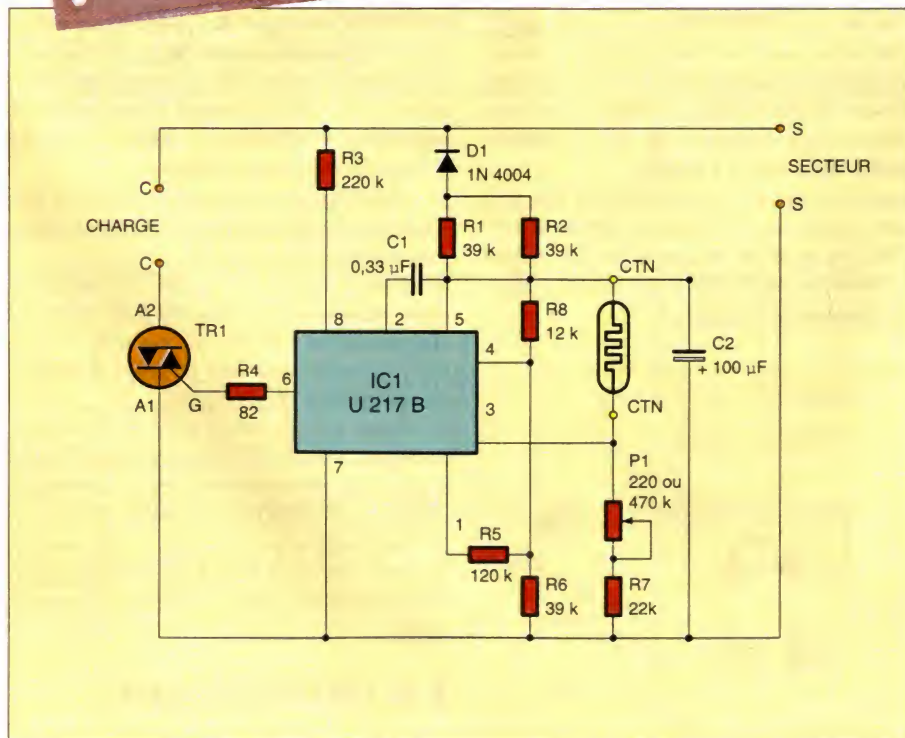 S
SECTEUR
S
D1
1N 4004
R3
220 k
R1
39 k
R2
39 k
C
CHARGE
C
C1
0,33 µF
CTN
R8
12 k
C2
+ 100 µF
A2
TR1
8
2
5
4
R4
82
6
IC1
U 217 B
3
A1
G
CTN
7
P1
220 ou
470 k
1
R5
120 k
R6
39 k
R7
22k